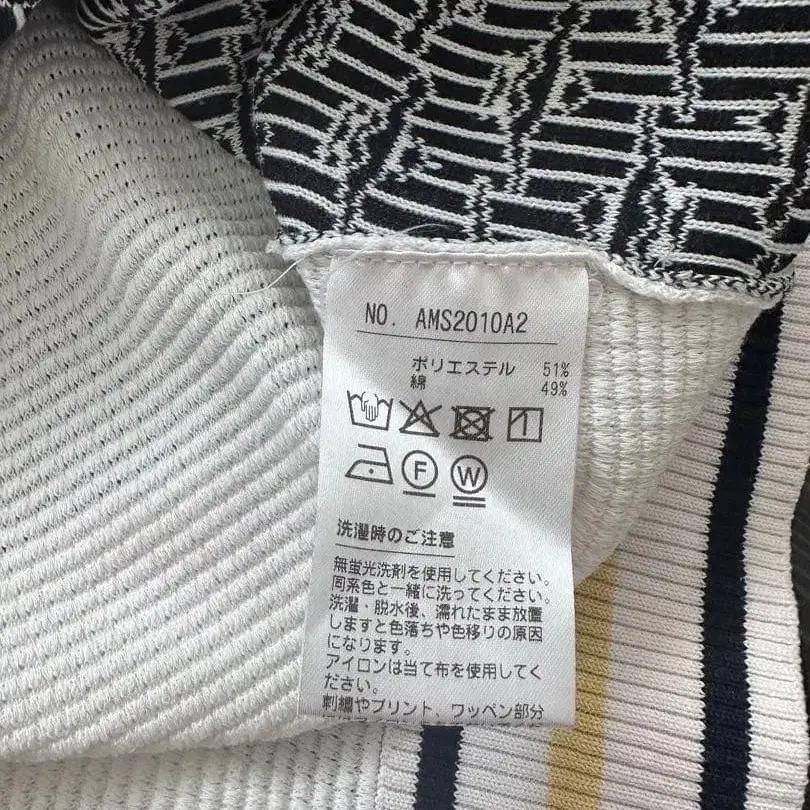 NO. AMS2010A2
ポリエステル 51%
綿 49%
F W
洗濯時のご注意
無蛍光洗剤を使用してください。
同系色と一緒に洗ってください。
洗濯・脱水後、濡れたまま放置
しますと色落ちや色移りの原因
になります。
アイロンは当て布を使用してく
ださい。
刺繍やプリント、ワッペン部分